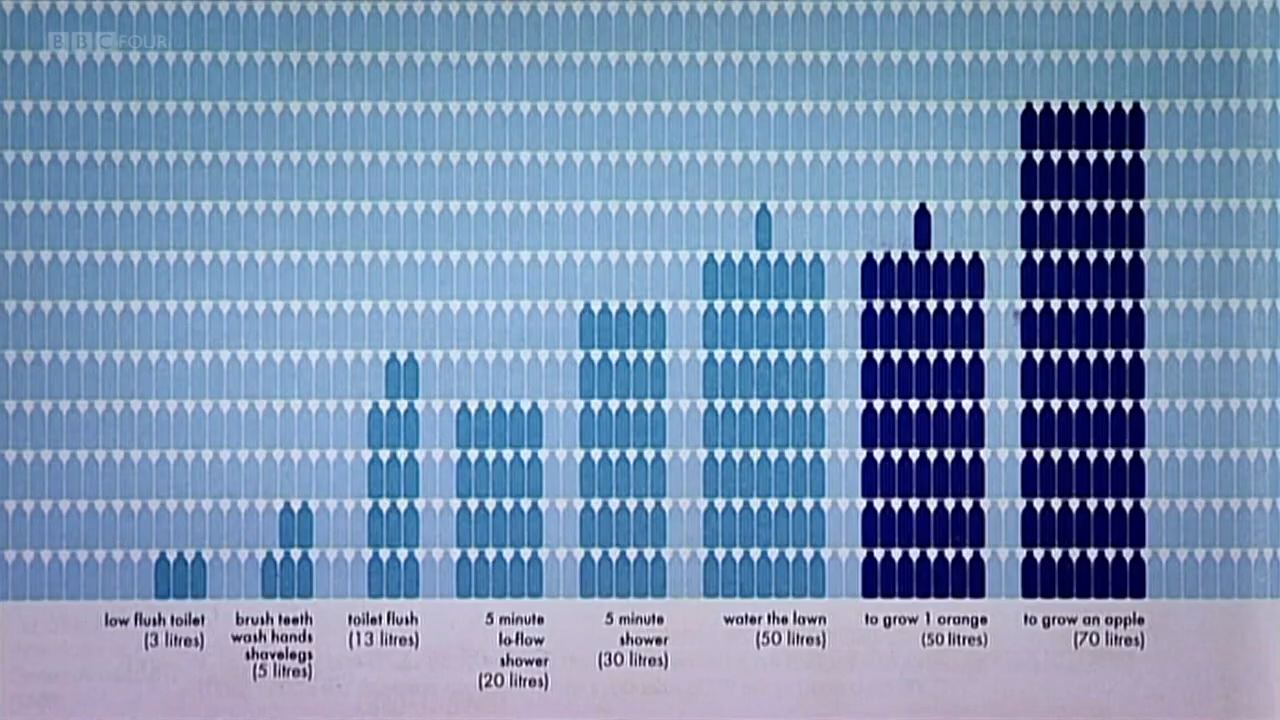 BBC FOUR
low flush toilet
(3 litres)
brush teeth
wash hands
shavelegs
(5 litres)
toilet flush
(13 litres)
5 minute
lo-flow
shower
(20 litres)
5 minute
shower
(30 litres)
water the lawn
(50 litres)
to grow 1 orange
(50 litres)
to grow an apple
(70 litres)